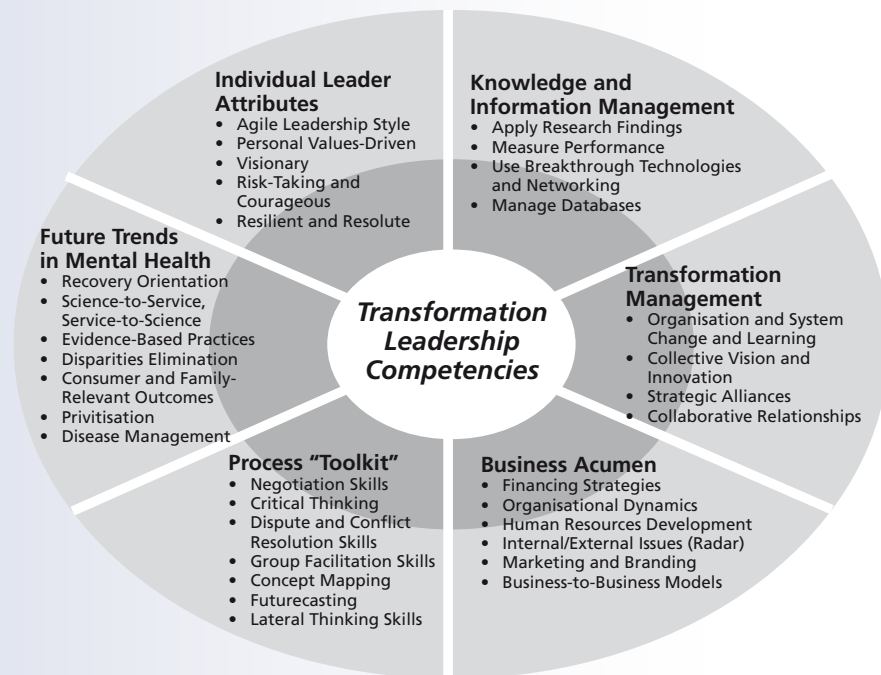 Individual Leader
Attributes
• Agile Leadership Style
• Personal Values-Driven
• Visionary
• Risk-Taking and
Courageous
• Resilient and Resolute
Knowledge and
Information Management
• Apply Research Findings
• Measure Performance
• Use Breakthrough Technologies
and Networking
• Manage Databases
Future Trends
in Mental Health
• Recovery Orientation
• Science-to-Service,
Service-to-Science
• Evidence-Based Practices
• Disparities Elimination
• Consumer and Family-
Relevant Outcomes
• Privitisation
• Disease Management
Transformation
Leadership
Competencies
Transformation
Management
• Organisation and System
Change and Learning
• Collective Vision and
Innovation
• Strategic Alliances
• Collaborative Relationships
Process “Toolkit”
• Negotiation Skills
• Critical Thinking
• Dispute and Conflict
Resolution Skills
• Group Facilitation Skills
• Concept Mapping
• Futurecasting
• Lateral Thinking Skills
Business Acumen
• Financing Strategies
• Organisational Dynamics
• Human Resources Development
• Internal/External Issues (Radar)
• Marketing and Branding
• Business-to-Business Models